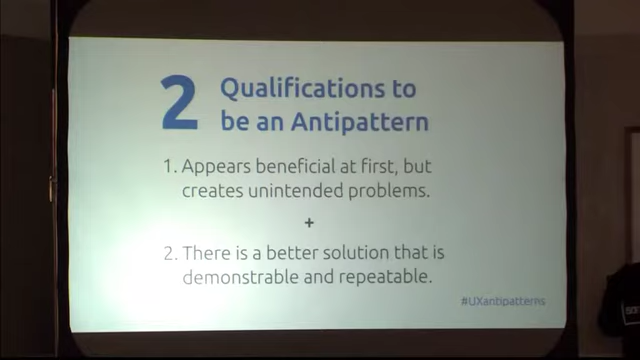 2 Qualifications to
be an Antipattern
1. Appears beneficial at first, but
creates unintended problems.
+
2. There is a better solution that is
demonstrable and repeatable.
#UXantipatterns